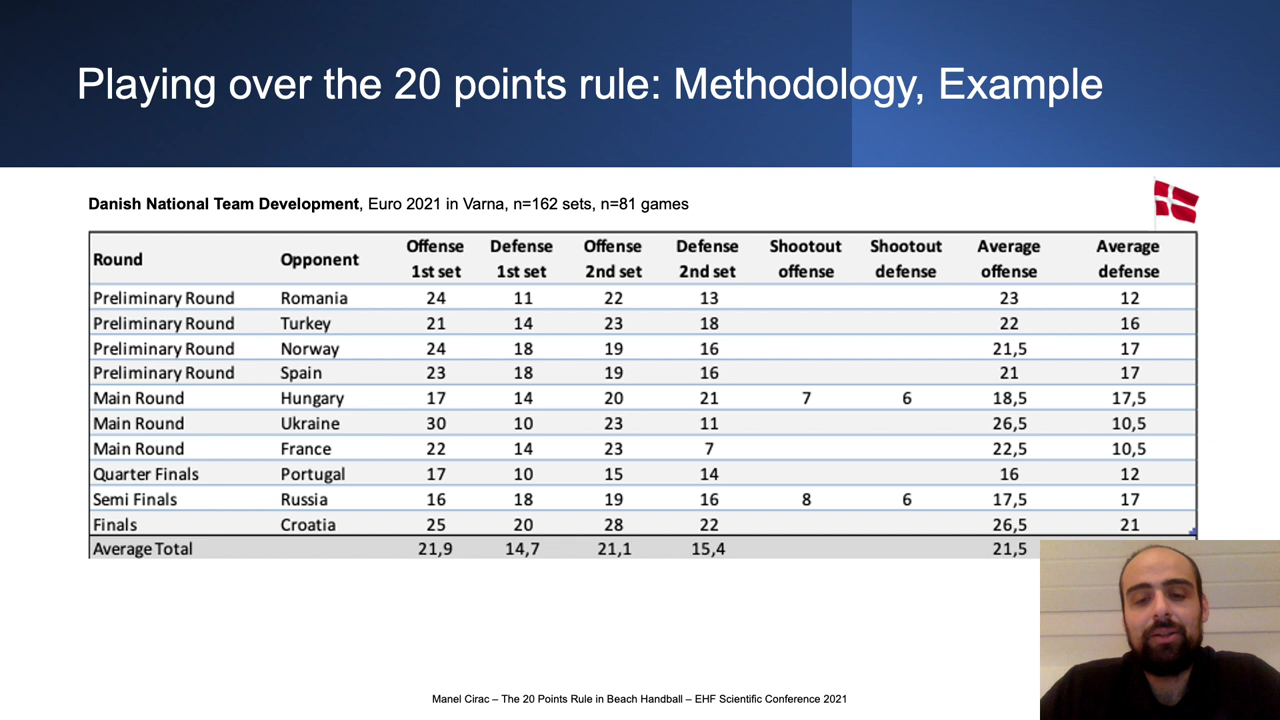 Playing over the 20 points rule: Methodology, Example
Danish National Team Development, Euro 2021 in Varna, n=162 sets, n=81 games
Round Opponent Offense 1st set Defense 1st set Offense 2nd set Defense 2nd set Shootout offense Shootout defense Average offense Average defense
Preliminary Round Romania 24 11 22 13 23 12
Preliminary Round Turkey 21 14 23 18 22 16
Preliminary Round Norway 24 18 19 16 21,5 17
Preliminary Round Spain 23 18 19 16 21 17
Main Round Hungary 17 14 20 21 7 6 18,5 17,5
Main Round Ukraine 30 10 23 11 26,5 10,5
Main Round France 22 14 23 7 22,5 10,5
Quarter Finals Portugal 17 10 15 14 16 12
Semi Finals Russia 16 18 19 16 8 6 17,5 17
Finals Croatia 25 20 28 22 26,5 21
Average Total 21,9 14,7 21,1 15,4 21,5
Manel Cirac – The 20 Points Rule in Beach Handball – EHF Scientific Conference 2021